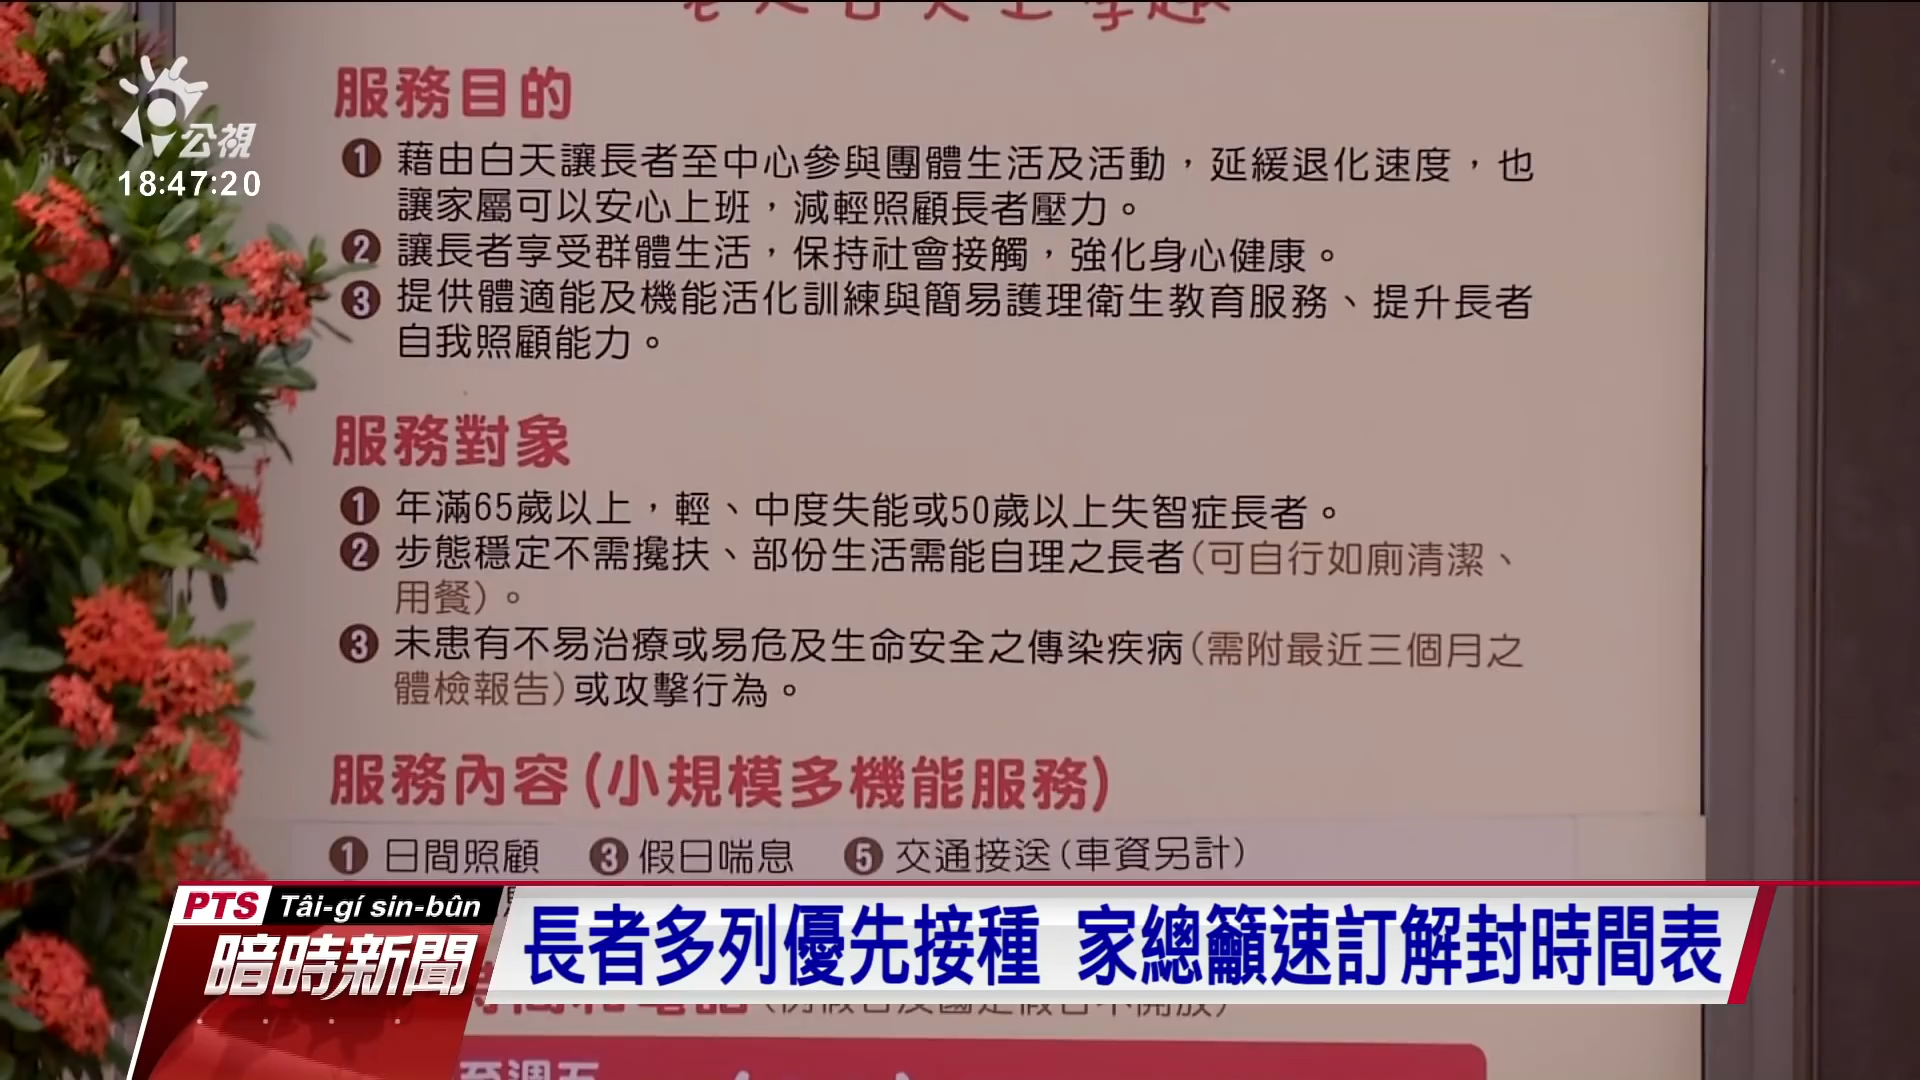 服務目的
公視
18:47:20
1 藉由白天讓長者至中心參與團體生活及活動，延緩退化速度，也
讓家屬可以安心上班，減輕照顧長者壓力。
2 讓長者享受群體生活，保持社會接觸，強化身心健康。
3 提供體適能及機能活化訓練與簡易護理衛生教育服務、提升長者
自我照顧能力。
服務對象
1 年滿65歲以上，輕、中度失能或50歲以上失智症長者。
2 步態穩定不需攙扶、部份生活需能自理之長者(可自行如廁清潔、
用餐)。
3 未患有不易治療或易危及生命安全之傳染疾病(需附最近三個月之
體檢報告)或攻擊行為。
服務內容(小規模多機能服務)
1 日間照顧 3 假日喘息 5 交通接送(車資另計)
PTS Tâi-gí sin-bûn
暗時新聞
長者多列優先接種 家總籲速訂解封時間表